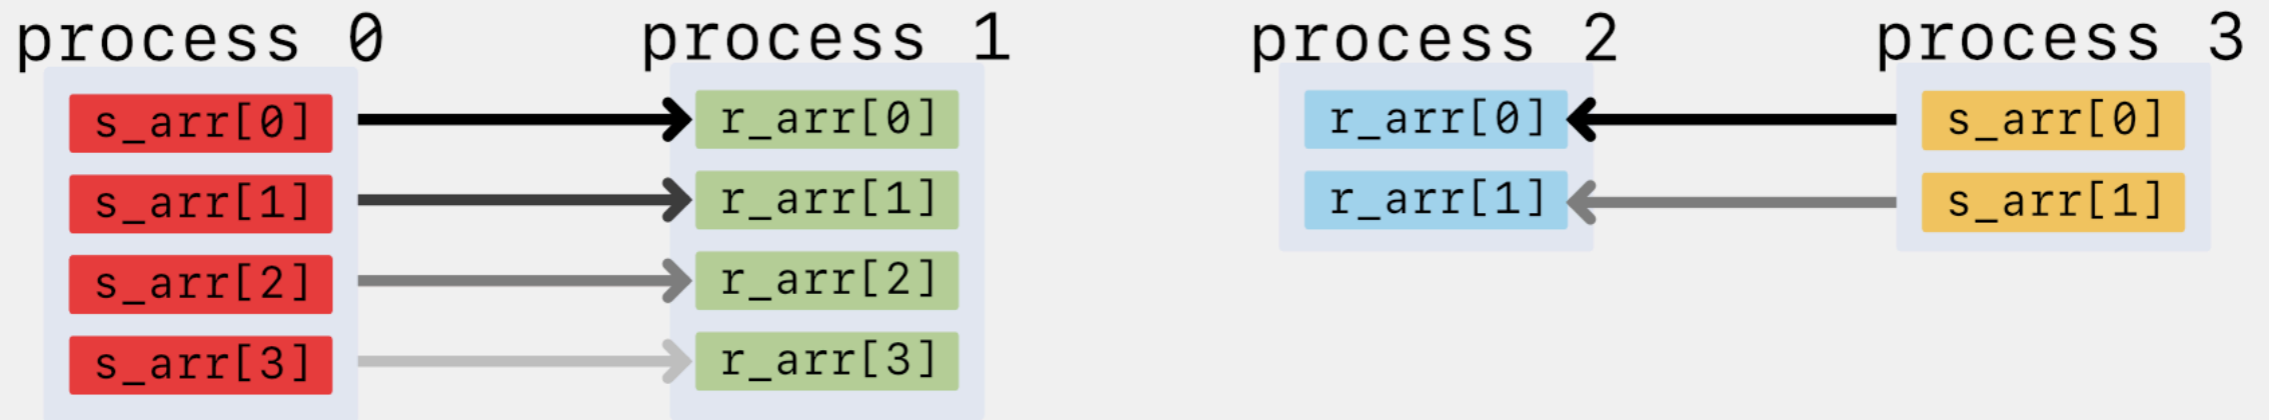 process 0
process 1
process 2
process 3
s_arr[0]
r_arr[0]
r_arr[0]
s_arr[0]
s_arr[1]
r_arr[1]
r_arr[1]
s_arr[1]
s_arr[2]
r_arr[2]
s_arr[3]
r_arr[3]